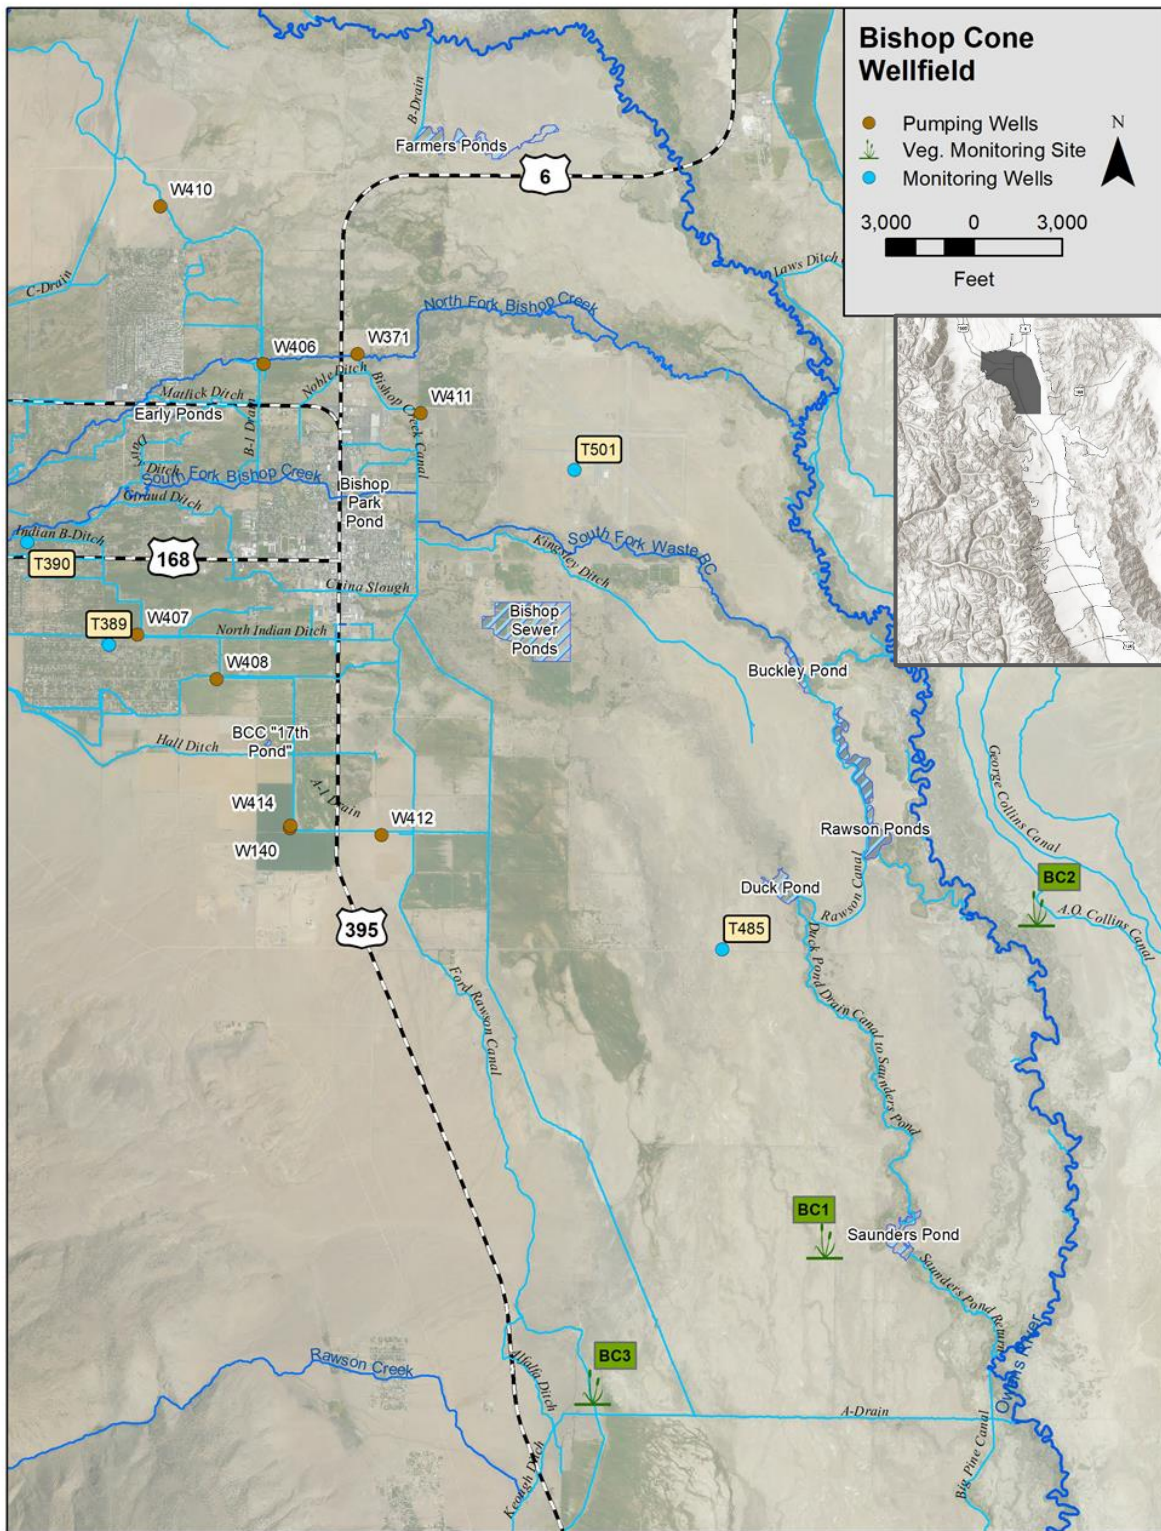 Bishop Cone
Wellfield
Pumping Wells
Veg. Monitoring Site
Monitoring Wells
N
3,000
0
3,000
Feet
B-Drain
Farmers Ponds
6
W410
C-Drain
Laws Ditch
North Fork Bishop Creek
W371
W406
Noble Ditch
Matlick Ditch
Bishop Creek Canal
W411
Early Ponds
B-1 Drain
T501
Ditch
South Fork Bishop Creek
Giraud Ditch
Bishop
Park
Pond
Indian B-Ditch
T390
168
South Fork Waste BC
Kingsley Ditch
China Slough
T389
W407
North Indian Ditch
Bishop
Sewer
Ponds
W408
Buckley Pond
BCC "17th
Pond"
Hall Ditch
George Collins Canal
W414
A-1 Drain
W412
W140
Rawson Ponds
Duck Pond
Rawson Canal
BC2
A.O. Collins Canal
395
T485
Ford Rawson Canal
Duck Pond Drain Canal to Saunders Pond
BC1
Saunders Pond
Saunders Pond Return
Owens River
Rawson Creek
Alfalfa Ditch
BC3
A-Drain
Keough Ditch
Big Pine Canal